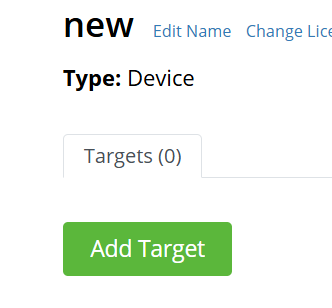 new Edit Name Change Lice
Type: Device
Targets (0)
Add Target